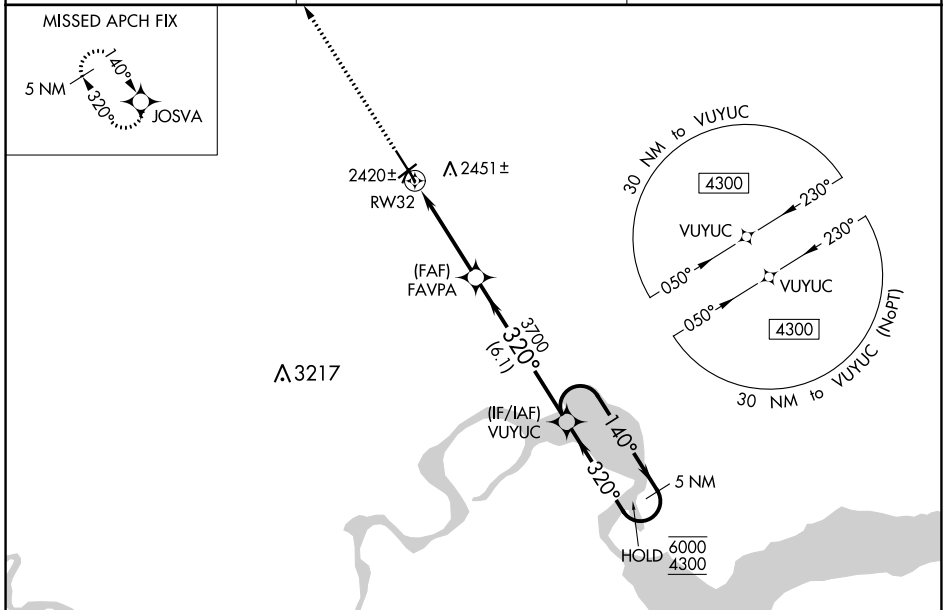 MISSED APCH FIX
140°
5 NM
320°
JOSVA
2420±
2451±
RW32
30 NM to VUYUC
4300
230°
VUYUC
050°
230°
VUYUC
050°
4300
30 NM to VUYUC (NoPT)
(FAF)
FAVPA
3700
320°
(6.1)
3217
(IF/IAF)
VUYUC
140°
320°
5 NM
HOLD
6000
4300